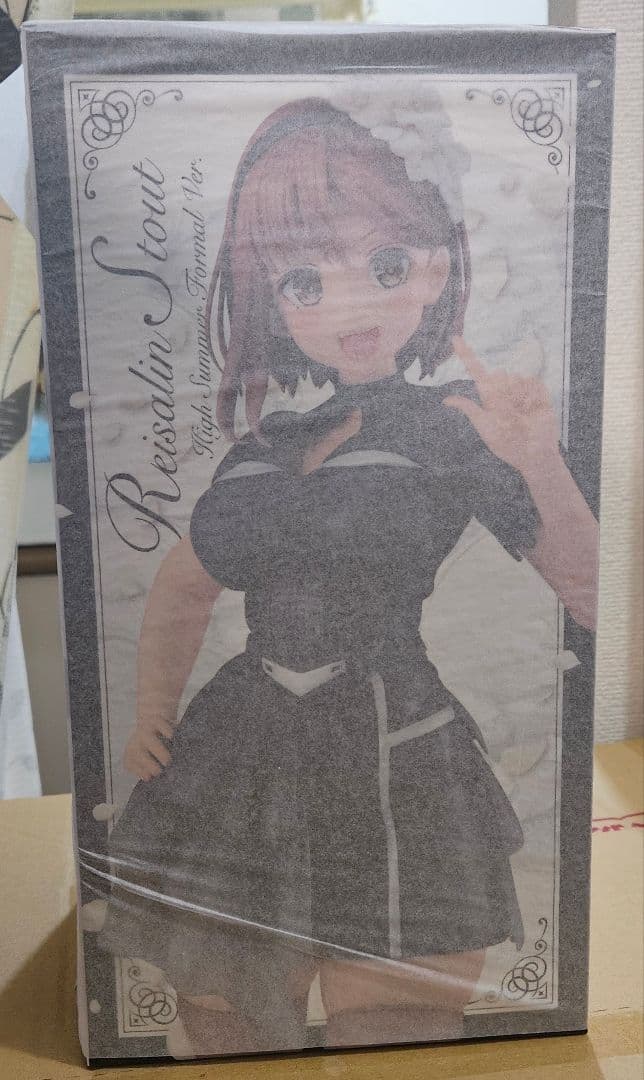 Reisalin Stout
High Summer Formal Ver.